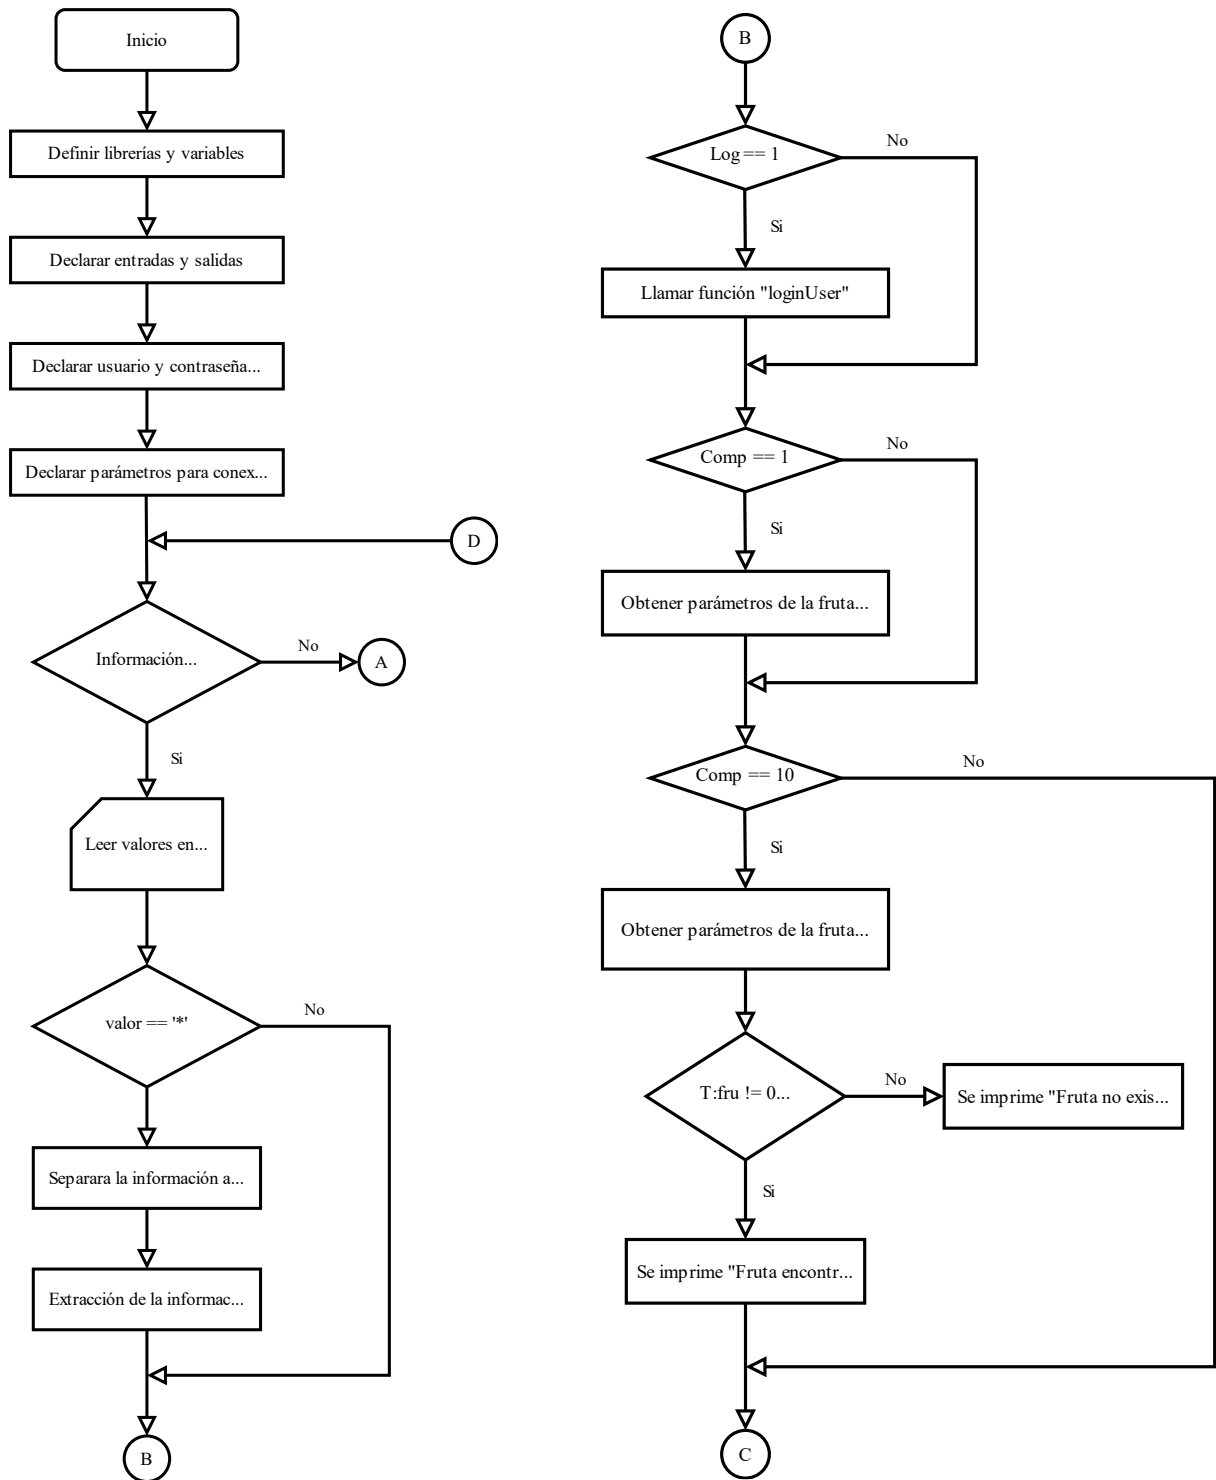 Inicio
Definir librerías y variables
Declarar entradas y salidas
Declarar usuario y contraseña...
Declarar parámetros para conex...
D
Información...
No
A
Si
Leer valores en...
valor == '*'
No
Separara la información a...
Extracción de la informac...
B
B
Log == 1
No
Si
Llamar función "loginUser"
Comp == 1
No
Si
Obtener parámetros de la fruta...
Comp == 10
No
Si
Obtener parámetros de la fruta...
T:fru != 0...
No
Se imprime "Fruta no exis...
Si
Se imprime "Fruta encontr...
C